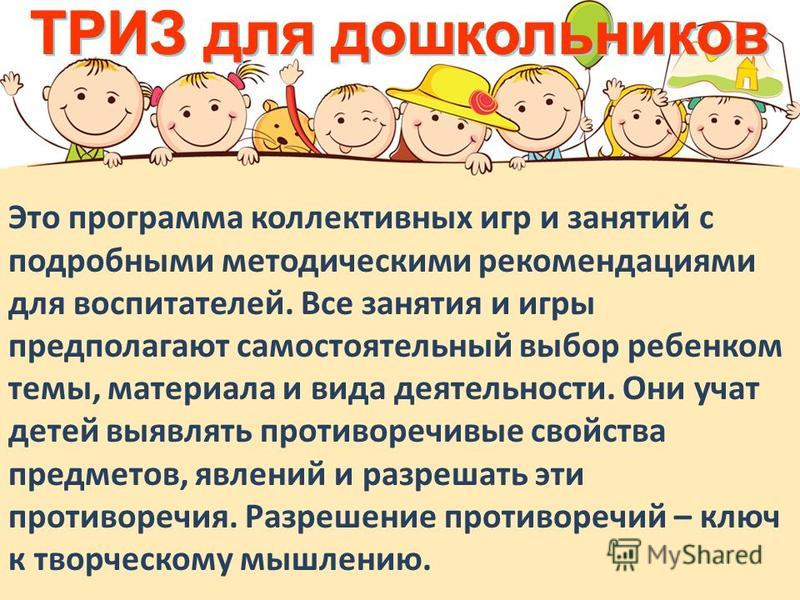 ТРИЗ для дошкольников
Это программа коллективных игр и занятий с
подробными методическими рекомендациями
для воспитателей. Все занятия и игры
предполагают самостоятельный выбор ребенком
темы, материала и вида деятельности. Они учат
детей выявлять противоречивые свойства
предметов, явлений и разрешать эти
противоречия. Разрешение противоречий – ключ
к творческому мышлению.
MyShared